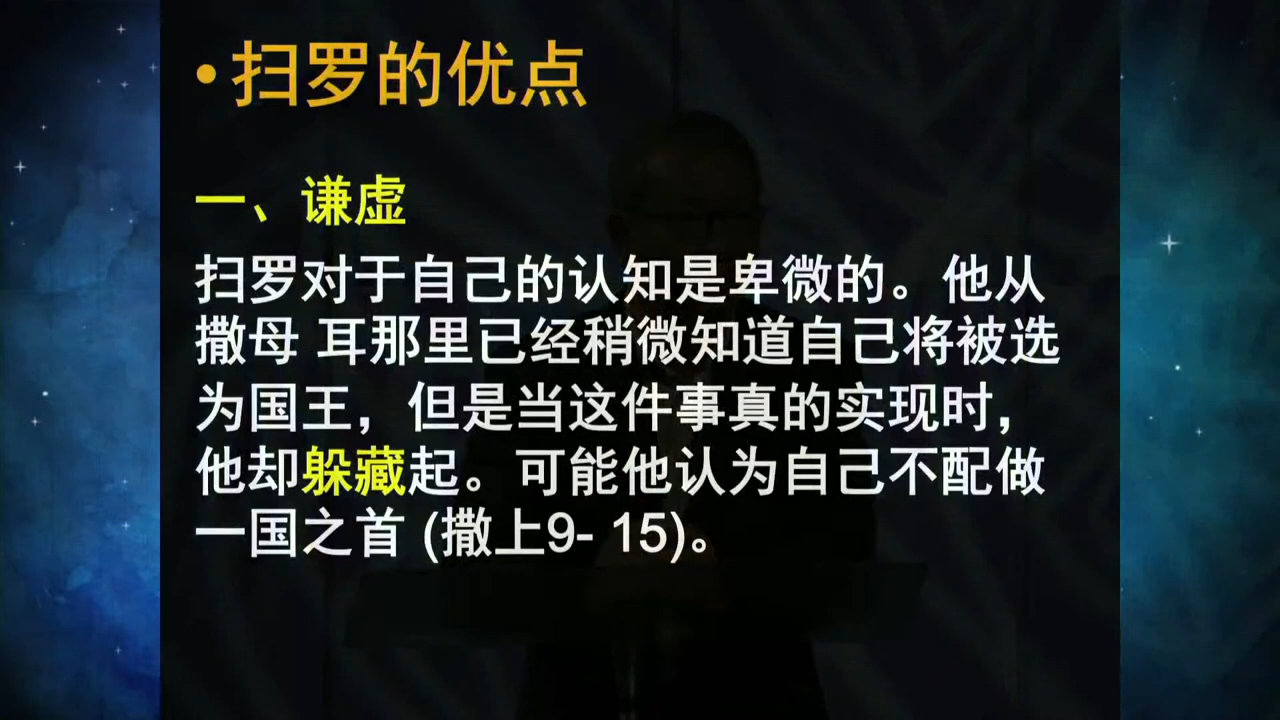 •扫罗的优点
一、谦虚
扫罗对于自己的认知是卑微的。他从
撒母 耳那里已经稍微知道自己将被选
为国王，但是当这件事真的实现时，
他却躲藏起。可能他认为自己不配做
一国之首 (撒上9- 15)。